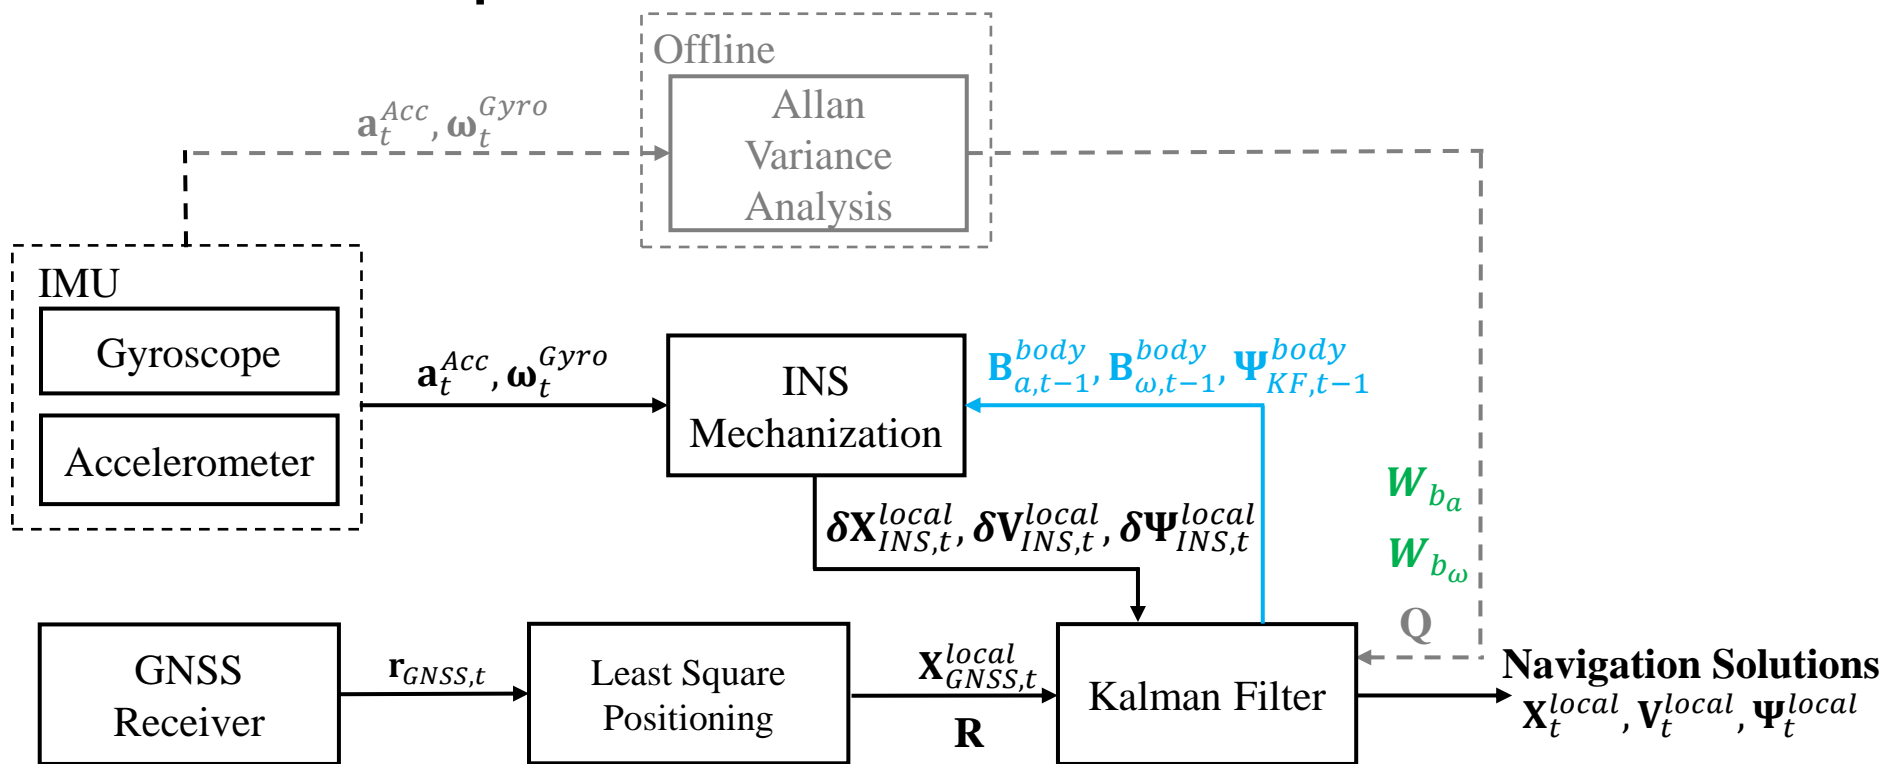 Offline
Allan
Variance
Analysis
𝐚_t^{Acc}, 𝛚_t^{Gyro}
IMU
Gyroscope
Accelerometer
𝐚_t^{Acc}, 𝛚_t^{Gyro}
INS
Mechanization
𝐁_{a,t−1}^{body}, 𝐁_{ω,t−1}^{body}, 𝚿_{KF,t−1}^{body}
𝜹𝐗_{INS,t}^{local}, 𝜹𝐕_{INS,t}^{local}, 𝜹𝚿_{INS,t}^{local}
𝑾_{b_a}
𝑾_{b_ω}
Q
GNSS
Receiver
𝐫_{GNSS,t}
Least Square
Positioning
𝐗_{GNSS,t}^{local}
R
Kalman Filter
Navigation Solutions
𝐗_t^{local}, 𝐕_t^{local}, 𝚿_t^{local}